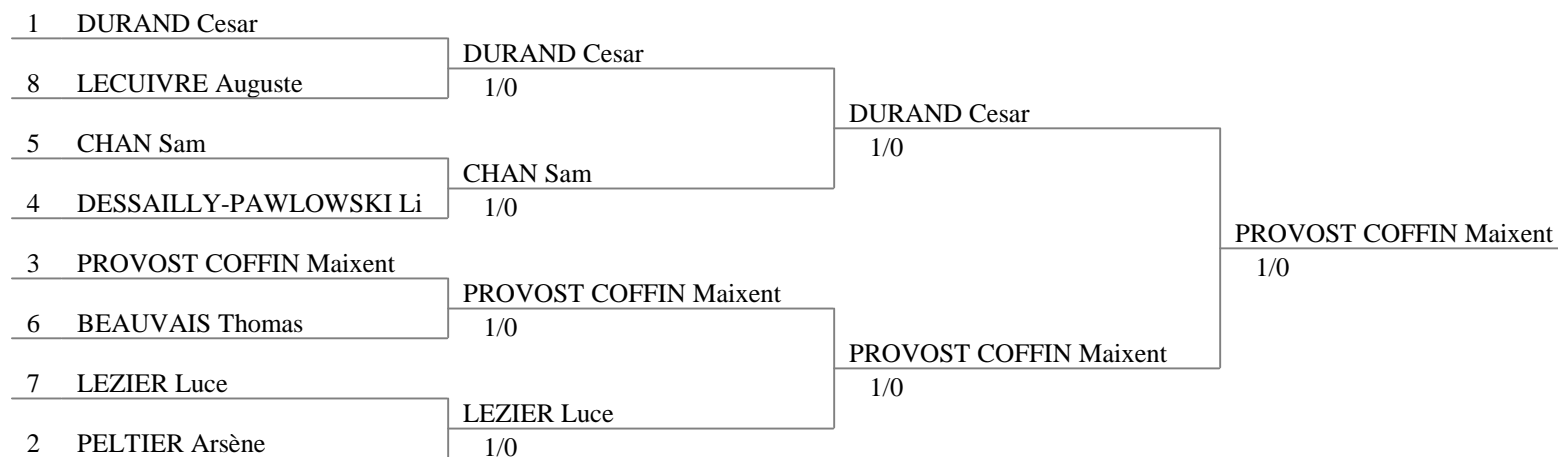 1 DURAND Cesar
8 LECUIVRE Auguste
5 CHAN Sam
4 DESSAILLY-PAWLOWSKI Li
3 PROVOST COFFIN Maixent
6 BEAUVAIS Thomas
7 LEZIER Luce
2 PELTIER Arsène
DURAND Cesar
1/0
CHAN Sam
1/0
PROVOST COFFIN Maixent
1/0
LEZIER Luce
1/0
DURAND Cesar
1/0
PROVOST COFFIN Maixent
1/0
PROVOST COFFIN Maixent
1/0